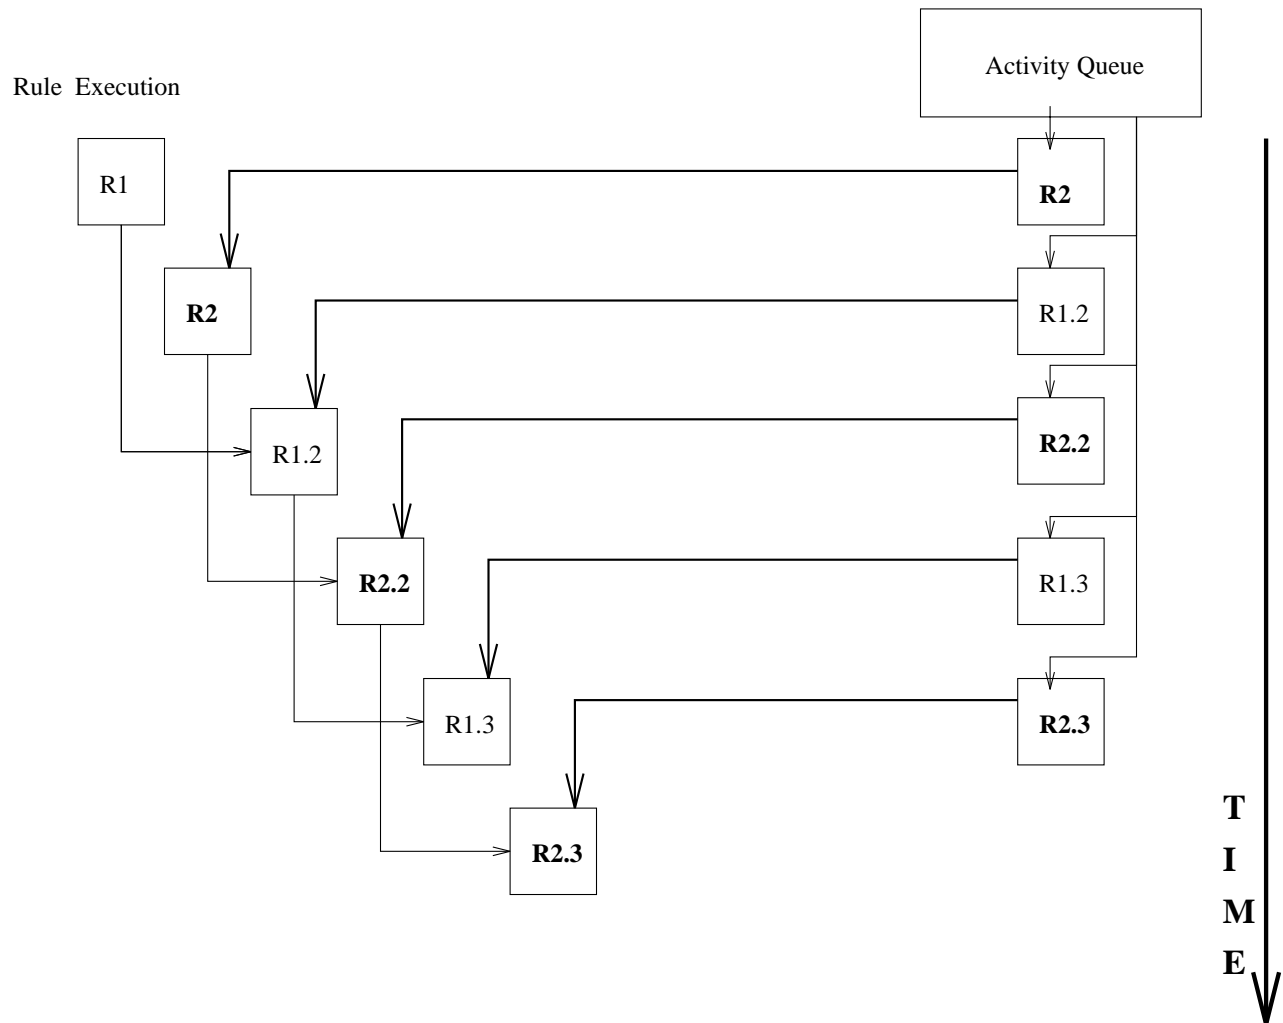 Activity Queue
Rule Execution
R1
R2
R2
R1.2
R1.2
R2.2
R2.2
R1.3
R1.3
R2.3
R2.3
T
I
M
E